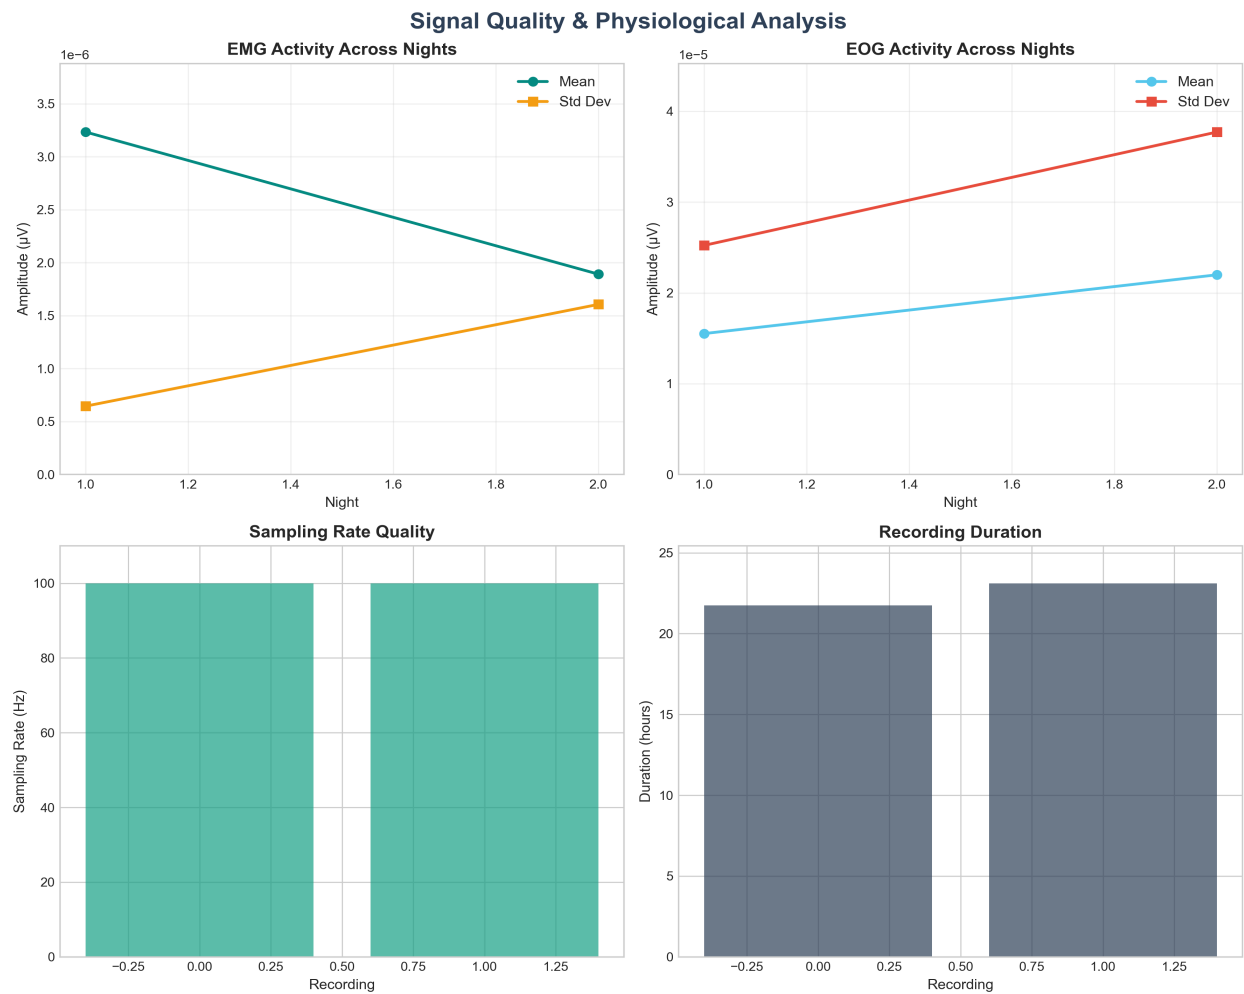 Signal Quality & Physiological Analysis
EMG Activity Across Nights
1e−6
Mean
Std Dev
3.5
3.0
2.5
2.0
1.5
1.0
0.5
0.0
Amplitude (μV)
1.0 1.2 1.4 1.6 1.8 2.0
Night
EOG Activity Across Nights
1e−5
Mean
Std Dev
4
3
2
1
0
Amplitude (μV)
1.0 1.2 1.4 1.6 1.8 2.0
Night
Sampling Rate Quality
100
80
60
40
20
0
Sampling Rate (Hz)
−0.25 0.00 0.25 0.50 0.75 1.00 1.25
Recording
Recording Duration
25
20
15
10
5
0
Duration (hours)
−0.25 0.00 0.25 0.50 0.75 1.00 1.25
Recording